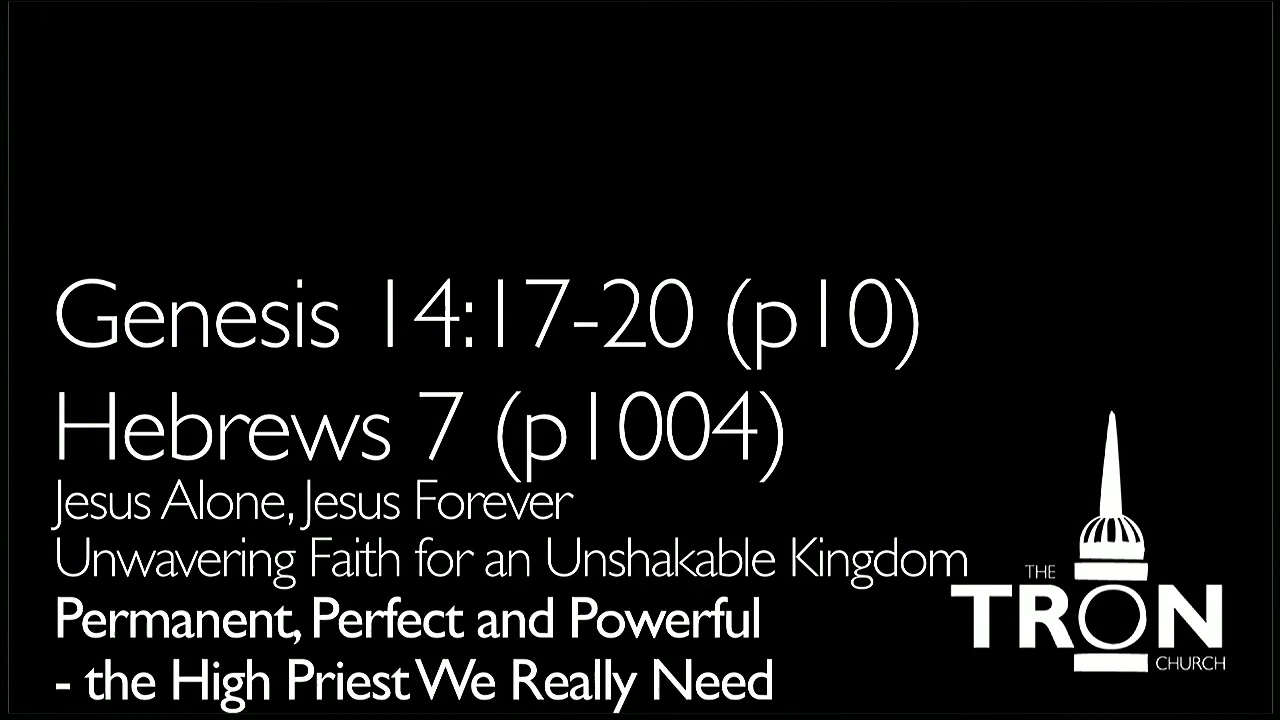 Genesis 14:17-20 (p10)
Hebrews 7 (p1004)
Jesus Alone, Jesus Forever
Unwavering Faith for an Unshakable Kingdom
Permanent, Perfect and Powerful
- the High Priest We Really Need
THE
TRON
CHURCH